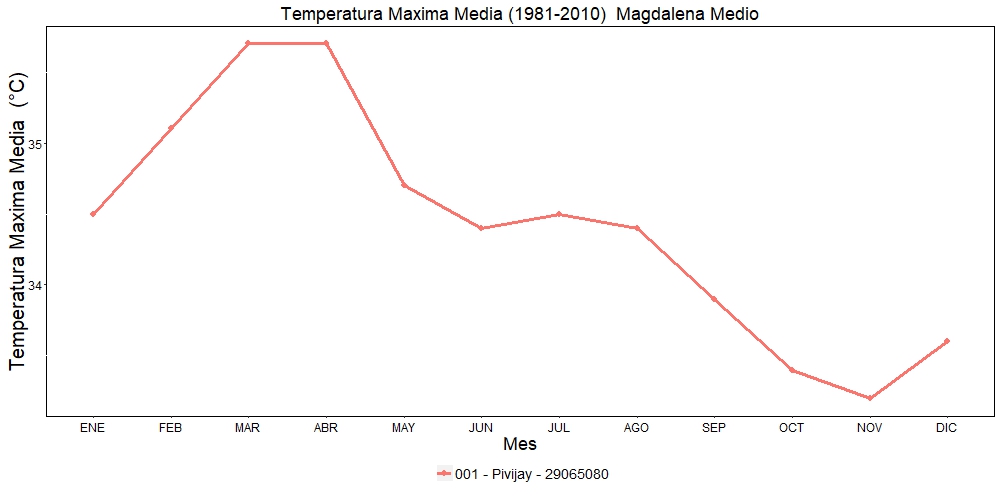 Temperatura Maxima Media (1981-2010)  Magdalena Medio
Temperatura Maxima Media  (°C)
35
34
ENE FEB MAR ABR MAY JUN JUL AGO SEP OCT NOV DIC
Mes
001 - Pivijay - 29065080